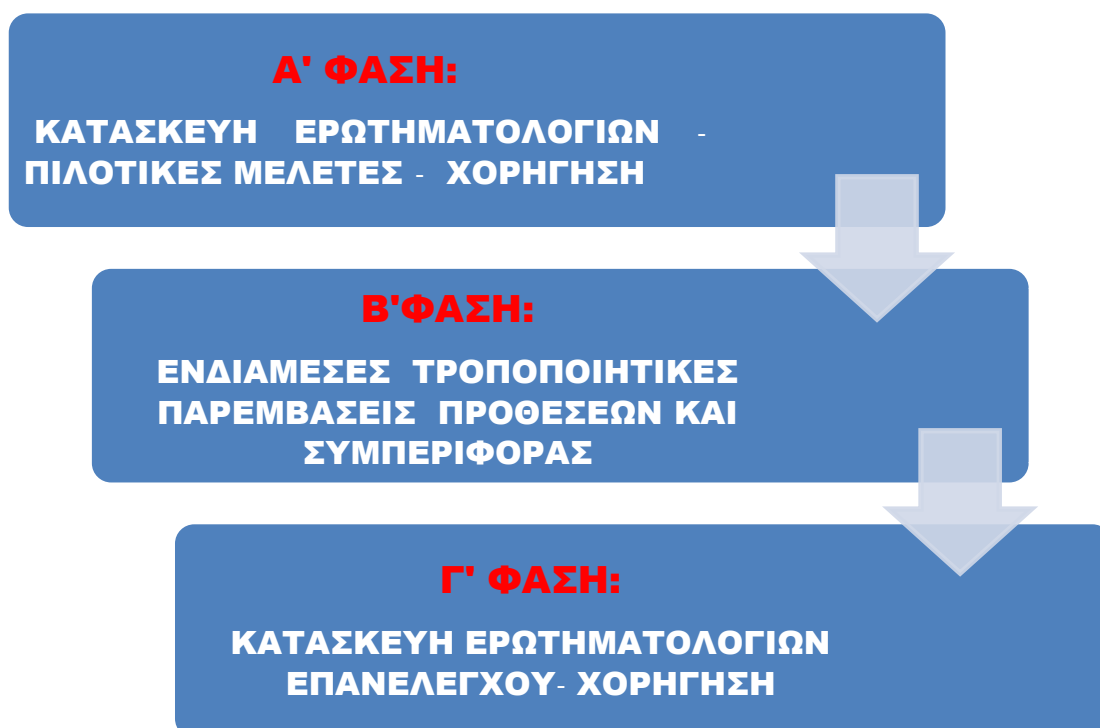 Α' ΦΑΣΗ:
ΚΑΤΑΣΚΕΥΗ ΕΡΩΤΗΜΑΤΟΛΟΓΙΩΝ -
ΠΙΛΟΤΙΚΕΣ ΜΕΛΕΤΕΣ - ΧΟΡΗΓΗΣΗ
Β'ΦΑΣΗ:
ΕΝΔΙΑΜΕΣΕΣ ΤΡΟΠΟΠΟΙΗΤΙΚΕΣ
ΠΑΡΕΜΒΑΣΕΙΣ ΠΡΟΘΕΣΕΩΝ ΚΑΙ
ΣΥΜΠΕΡΙΦΟΡΑΣ
Γ' ΦΑΣΗ:
ΚΑΤΑΣΚΕΥΗ ΕΡΩΤΗΜΑΤΟΛΟΓΙΩΝ
ΕΠΑΝΕΛΕΓΧΟΥ- ΧΟΡΗΓΗΣΗ